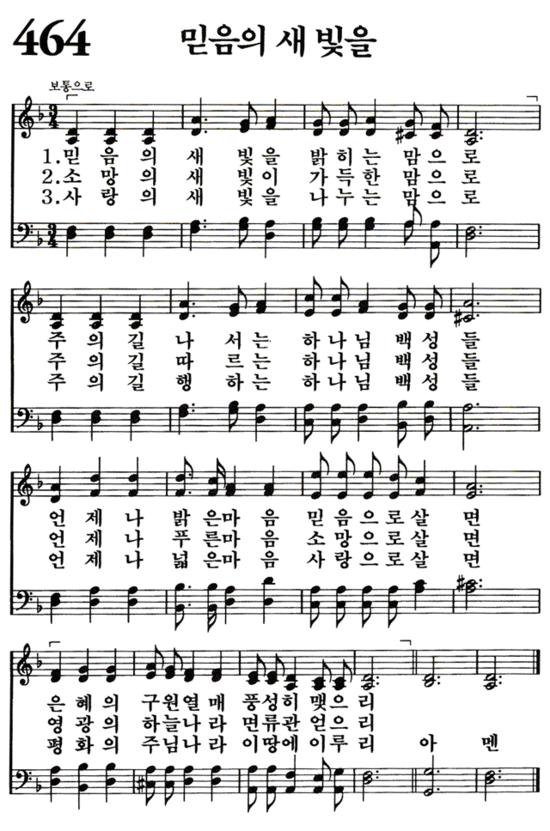 464 믿음의 새 빛을
보통으로
1.믿음의 새 빛을 밝히는 맘으로
2.소망의 새 빛이 가득한 맘으로
3.사랑의 새 빛을 나누는 맘으로
주의길 나 서는 하나님 백성들
주의길 따 르는 하나님 백성들
주의길 행 하는 하나님 백성들
언제나 밝은마음 믿음으로살면
언제나 푸른마음 소망으로살면
언제나 넓은마음 사랑으로살면
은혜의 구원열매 풍성히 맺으리
영광의 하늘나라 면류관 얻으리
평화의 주님나라 이땅에이루리 아 멘